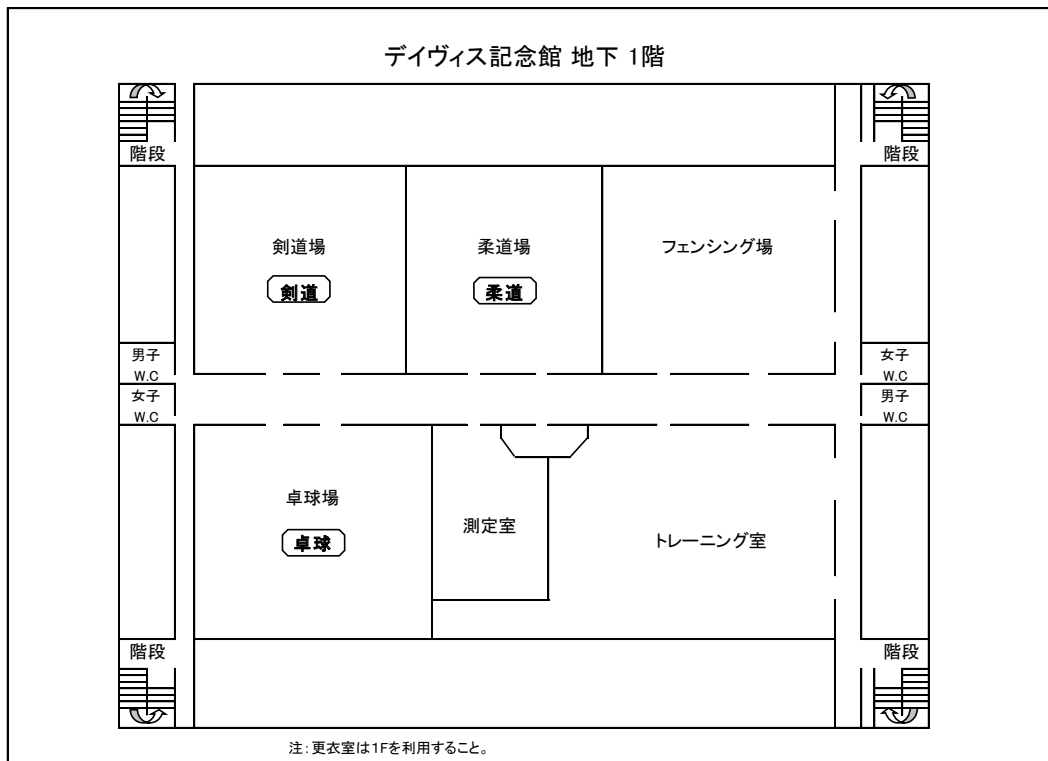 デイヴィス記念館 地下 1階
階段
階段
剣道場
柔道場
フェンシング場
剣道
柔道
男子
W.C
女子
W.C
女子
W.C
男子
W.C
卓球場
測定室
トレーニング室
卓球
階段
階段
注：更衣室は1Fを利用すること。